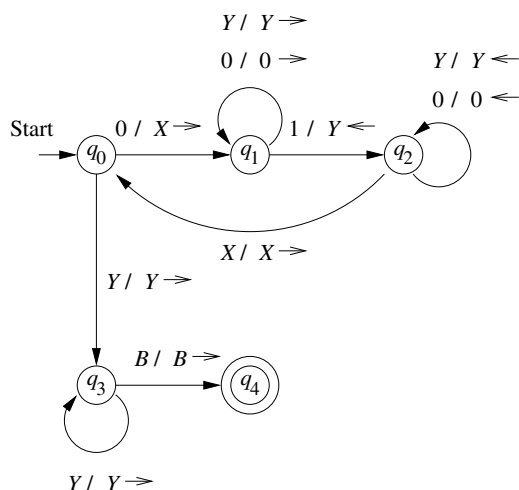 Y / Y →
0 / 0 →
Y / Y ←
0 / 0 ←
Start
0 / X →
1 / Y ←
q0
q1
q2
X / X →
Y / Y →
B / B →
q3
q4
Y / Y →